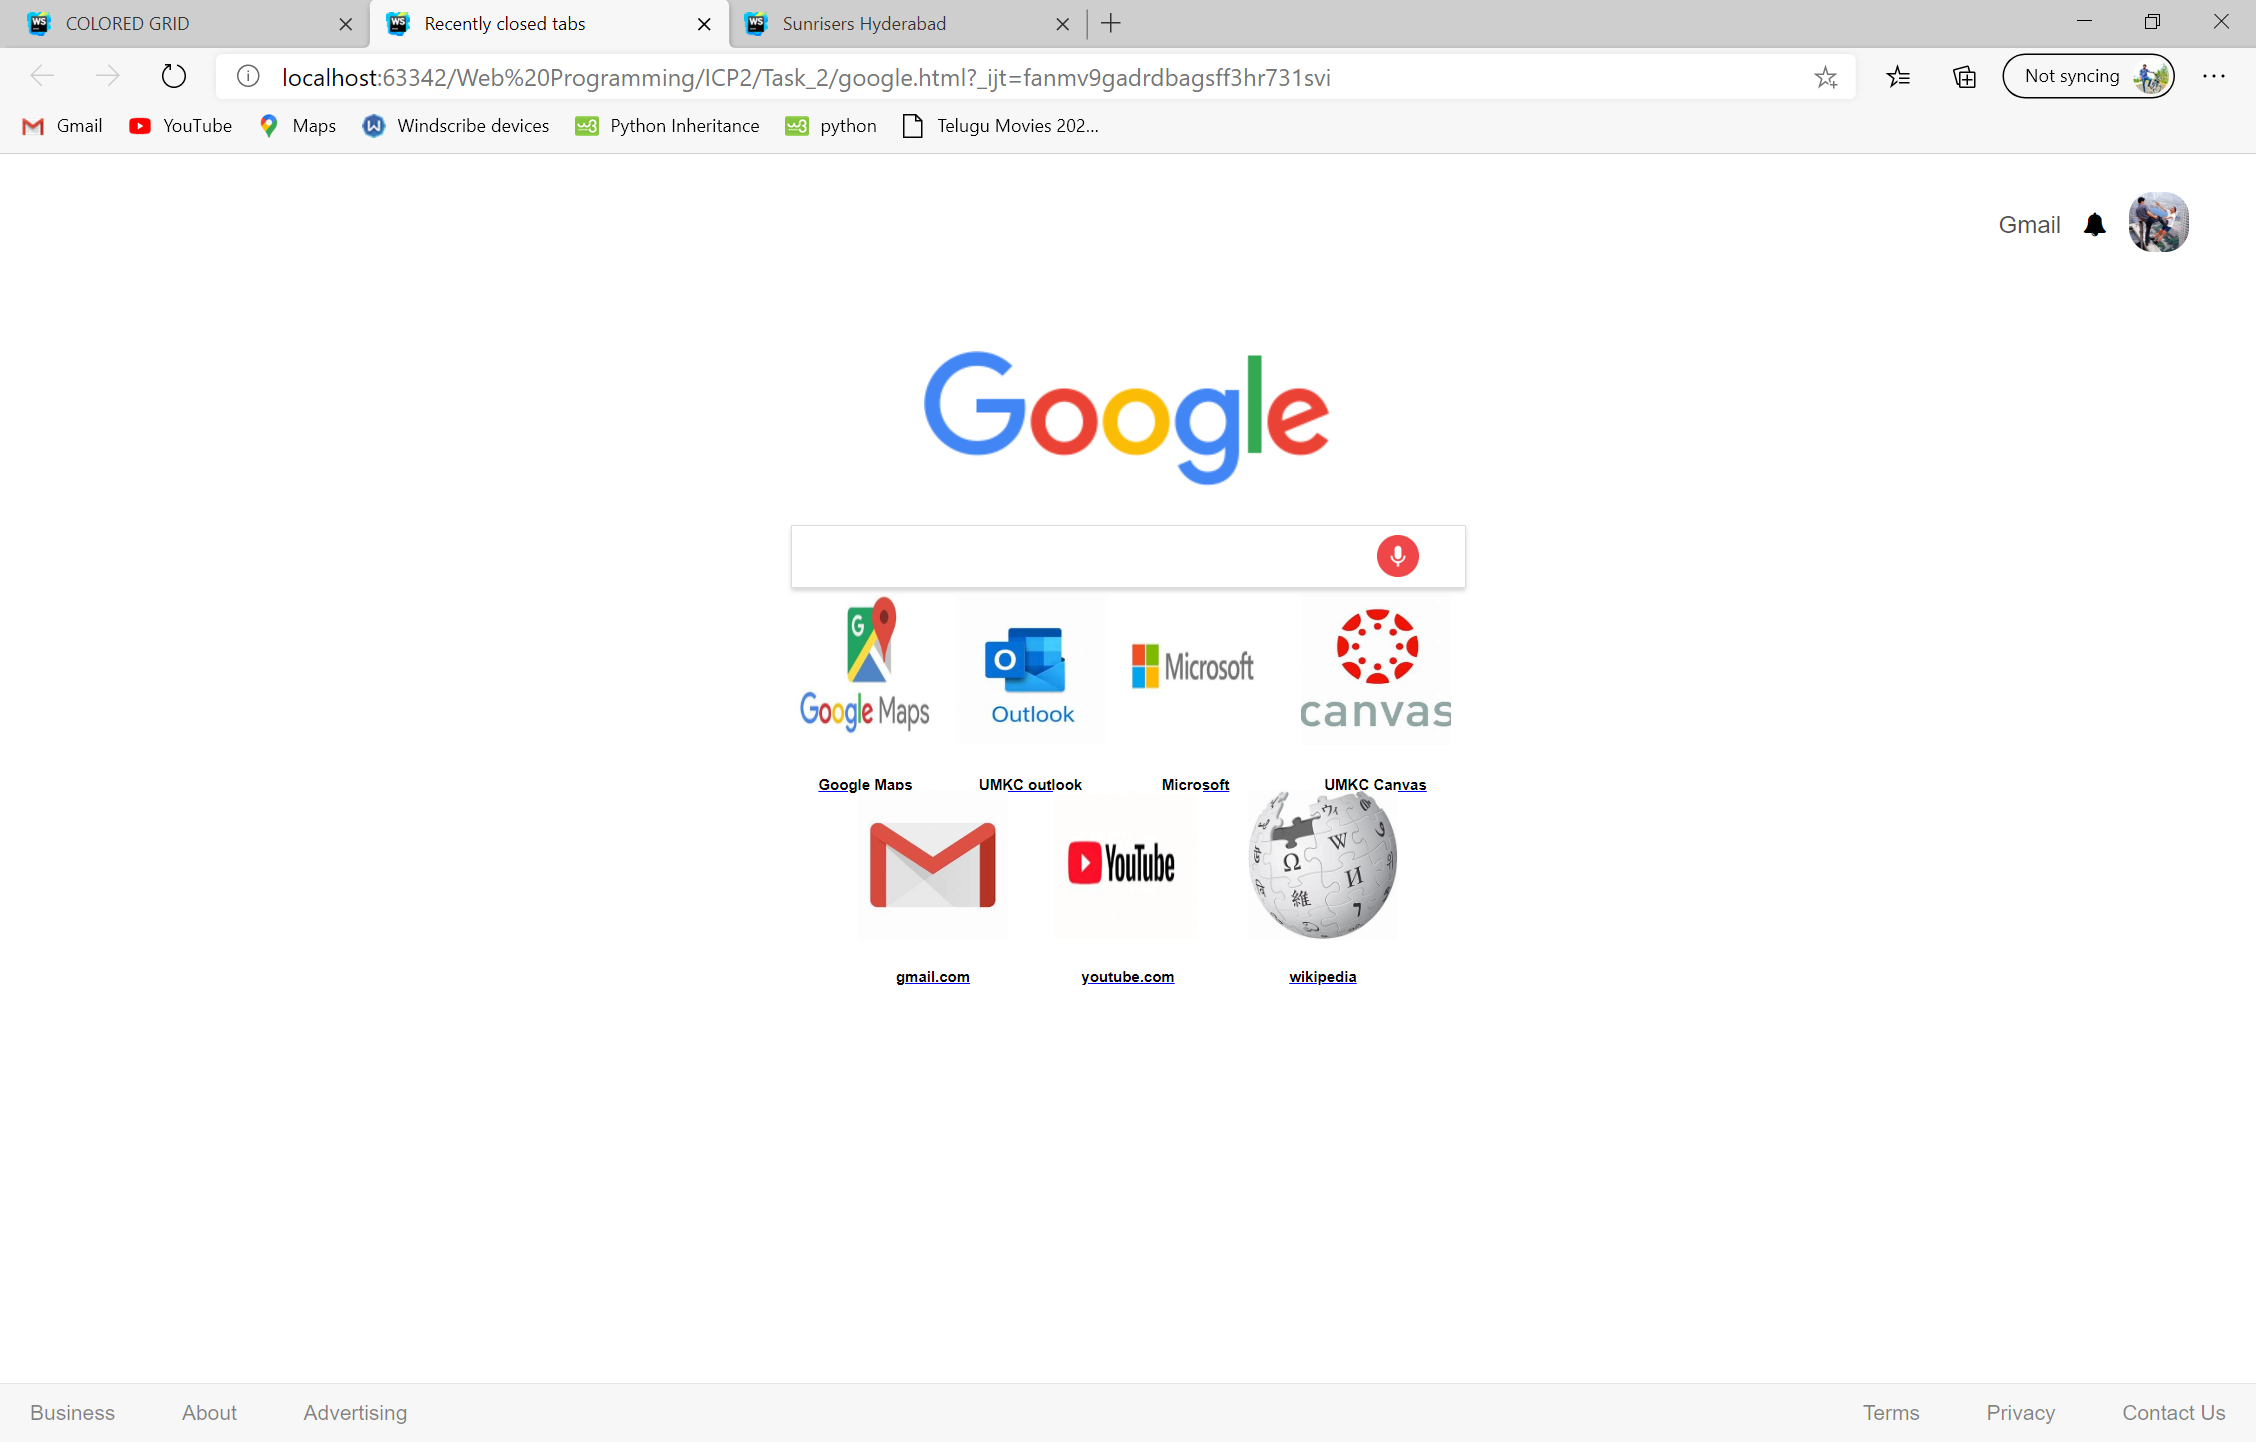 COLORED GRID
Recently closed tabs
Sunrisers Hyderabad
localhost:63342/Web%20Programming/ICP2/Task_2/google.html?_ijt=fanmv9gadrdbagsff3hr731svi
Not syncing
Gmail
YouTube
Maps
Windscribe devices
Python Inheritance
python
Telugu Movies 202...
Gmail
Google
Google Maps
Outlook
Microsoft
canvas
Google Maps
UMKC outlook
Microsoft
UMKC Canvas
YouTube
Ω W И 維 7
gmail.com
youtube.com
wikipedia
Business
About
Advertising
Terms
Privacy
Contact Us